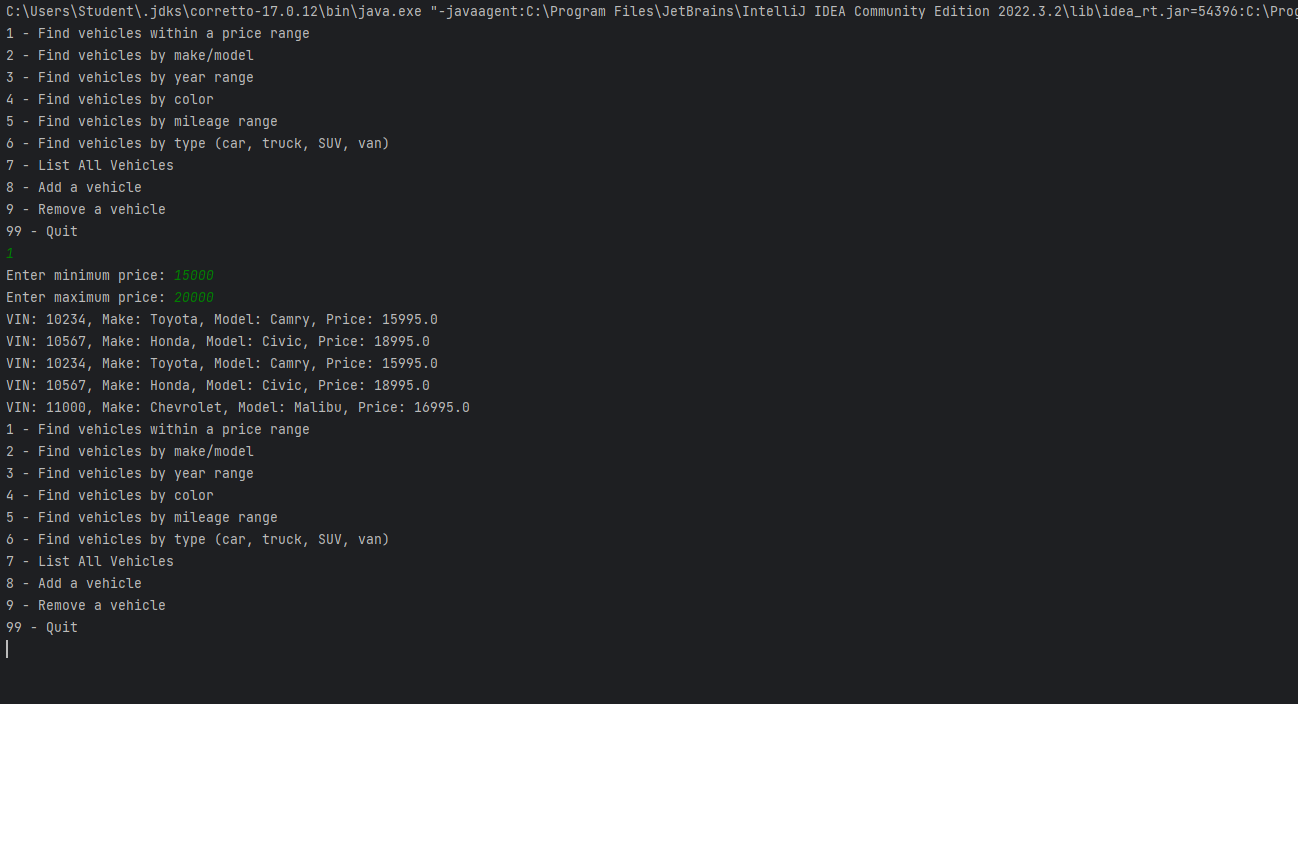 C:\Users\Student\.jdks\corretto-17.0.12\bin\java.exe "-javaagent:C:\Program Files\JetBrains\IntelliJ IDEA Community Edition 2022.3.2\lib\idea_rt.jar=54396:C:\Prog
1 - Find vehicles within a price range
2 - Find vehicles by make/model
3 - Find vehicles by year range
4 - Find vehicles by color
5 - Find vehicles by mileage range
6 - Find vehicles by type (car, truck, SUV, van)
7 - List All Vehicles
8 - Add a vehicle
9 - Remove a vehicle
99 - Quit
1
Enter minimum price: 15000
Enter maximum price: 20000
VIN: 10234, Make: Toyota, Model: Camry, Price: 15995.0
VIN: 10567, Make: Honda, Model: Civic, Price: 18995.0
VIN: 10234, Make: Toyota, Model: Camry, Price: 15995.0
VIN: 10567, Make: Honda, Model: Civic, Price: 18995.0
VIN: 11000, Make: Chevrolet, Model: Malibu, Price: 16995.0
1 - Find vehicles within a price range
2 - Find vehicles by make/model
3 - Find vehicles by year range
4 - Find vehicles by color
5 - Find vehicles by mileage range
6 - Find vehicles by type (car, truck, SUV, van)
7 - List All Vehicles
8 - Add a vehicle
9 - Remove a vehicle
99 - Quit